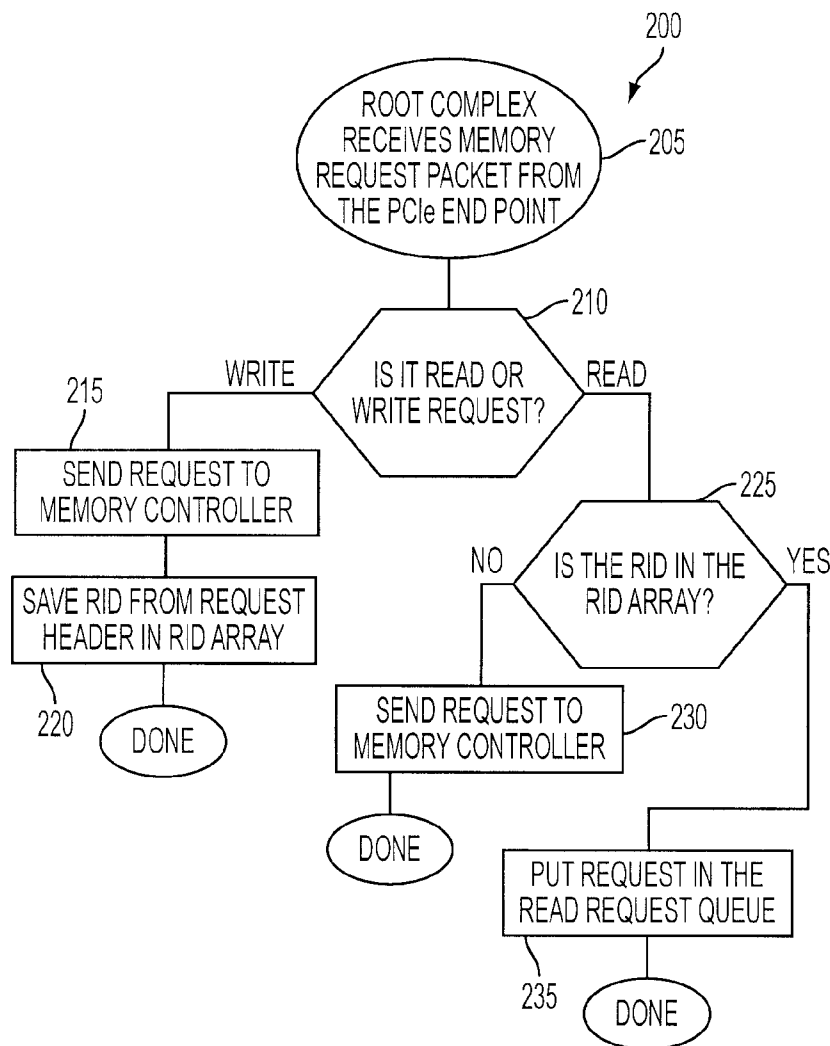 200
ROOT COMPLEX
RECEIVES MEMORY
REQUEST PACKET FROM
THE PCIe END POINT
205
210
IS IT READ OR
WRITE REQUEST?
WRITE
READ
215
SEND REQUEST TO
MEMORY CONTROLLER
225
NO
IS THE RID IN THE
RID ARRAY?
YES
SAVE RID FROM REQUEST
HEADER IN RID ARRAY
220
DONE
SEND REQUEST TO
MEMORY CONTROLLER
230
DONE
PUT REQUEST IN THE
READ REQUEST QUEUE
235
DONE